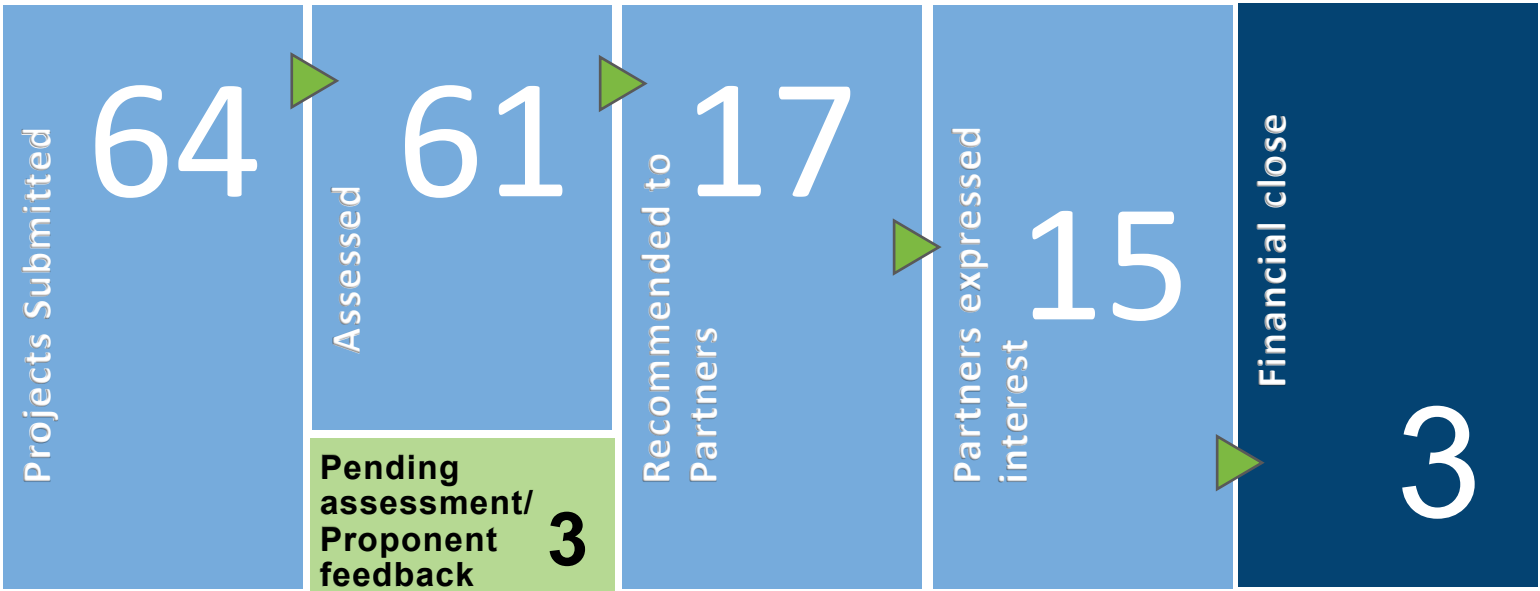 Projects Submitted
64
Assessed
61
Pending
assessment/
Proponent
feedback
3
Recommended to
Partners
17
Partners expressed
interest
15
Financial close
3